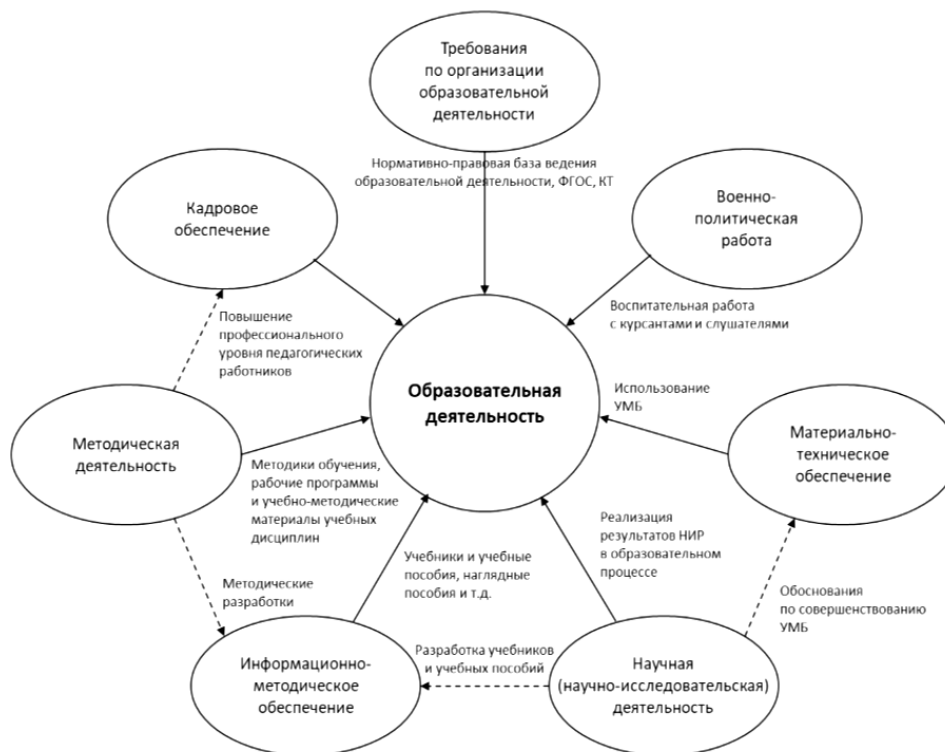 Требования
по организации
образовательной
деятельности
Нормативно-правовая база ведения
образовательной деятельности, ФГОС, КТ
Кадровое
обеспечение
Военно-
политическая
работа
Повышение
профессионального
уровня педагогических
работников
Воспитательная работа
с курсантами и слушателями
Образовательная
деятельность
Использование
УМБ
Методическая
деятельность
Материально-
техническое
обеспечение
Методики обучения,
рабочие программы
и учебно-методические
материалы учебных
дисциплин
Реализация
результатов НИР
в образовательном
процессе
Учебники и учебные
пособия, наглядные
пособия и т.д.
Методические
разработки
Обоснования
по совершенствованию
УМБ
Информационно-
методическое
обеспечение
Разработка учебников
и учебных пособий
Научная
(научно-исследовательская)
деятельность